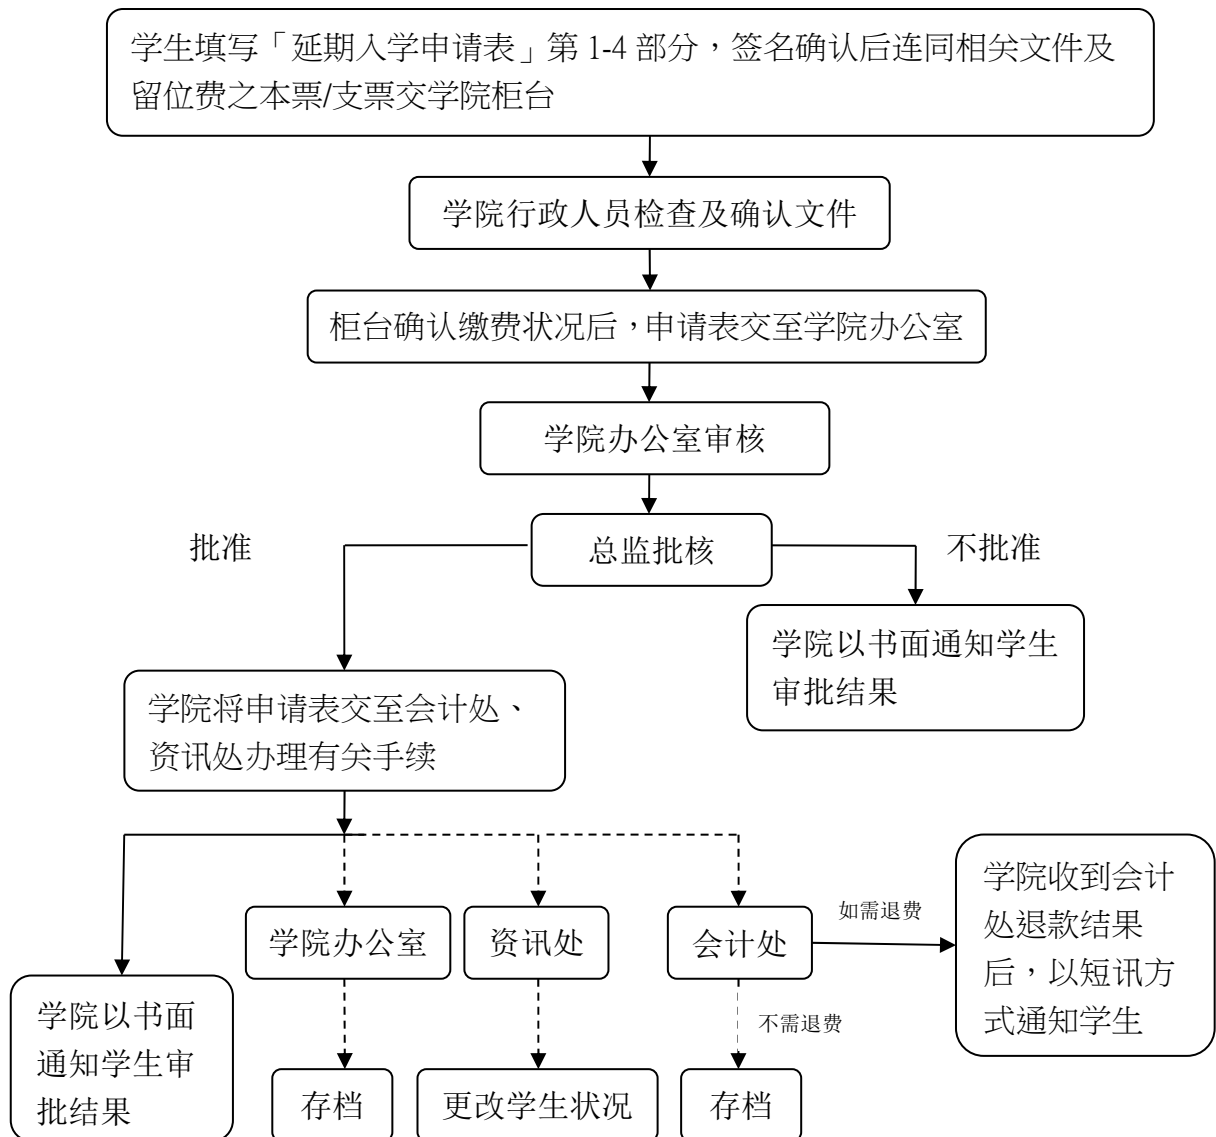 学生填写「延期入学申请表」第 1-4 部分，签名确认后连同相关文件及
留位费之本票/支票交学院柜台
学院行政人员检查及确认文件
柜台确认缴费状况后，申请表交至学院办公室
学院办公室审核
总监批核
批准
不批准
学院以书面通知学生
审批结果
学院将申请表交至会计处、
资讯处办理有关手续
学院办公室
资讯处
会计处
如需退费
学院收到会计
处退款结果
后，以短讯方
式通知学生
不需退费
学院以书面
通知学生审
批结果
存档
更改学生状况
存档